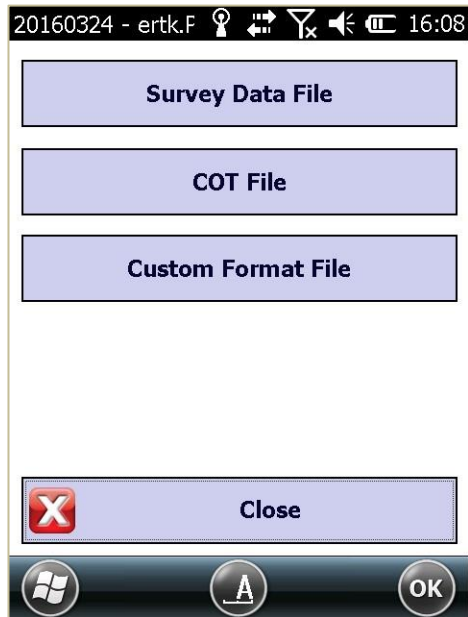 20160324 - ertk.F 16:08
Survey Data File
COT File
Custom Format File
X Close
A OK